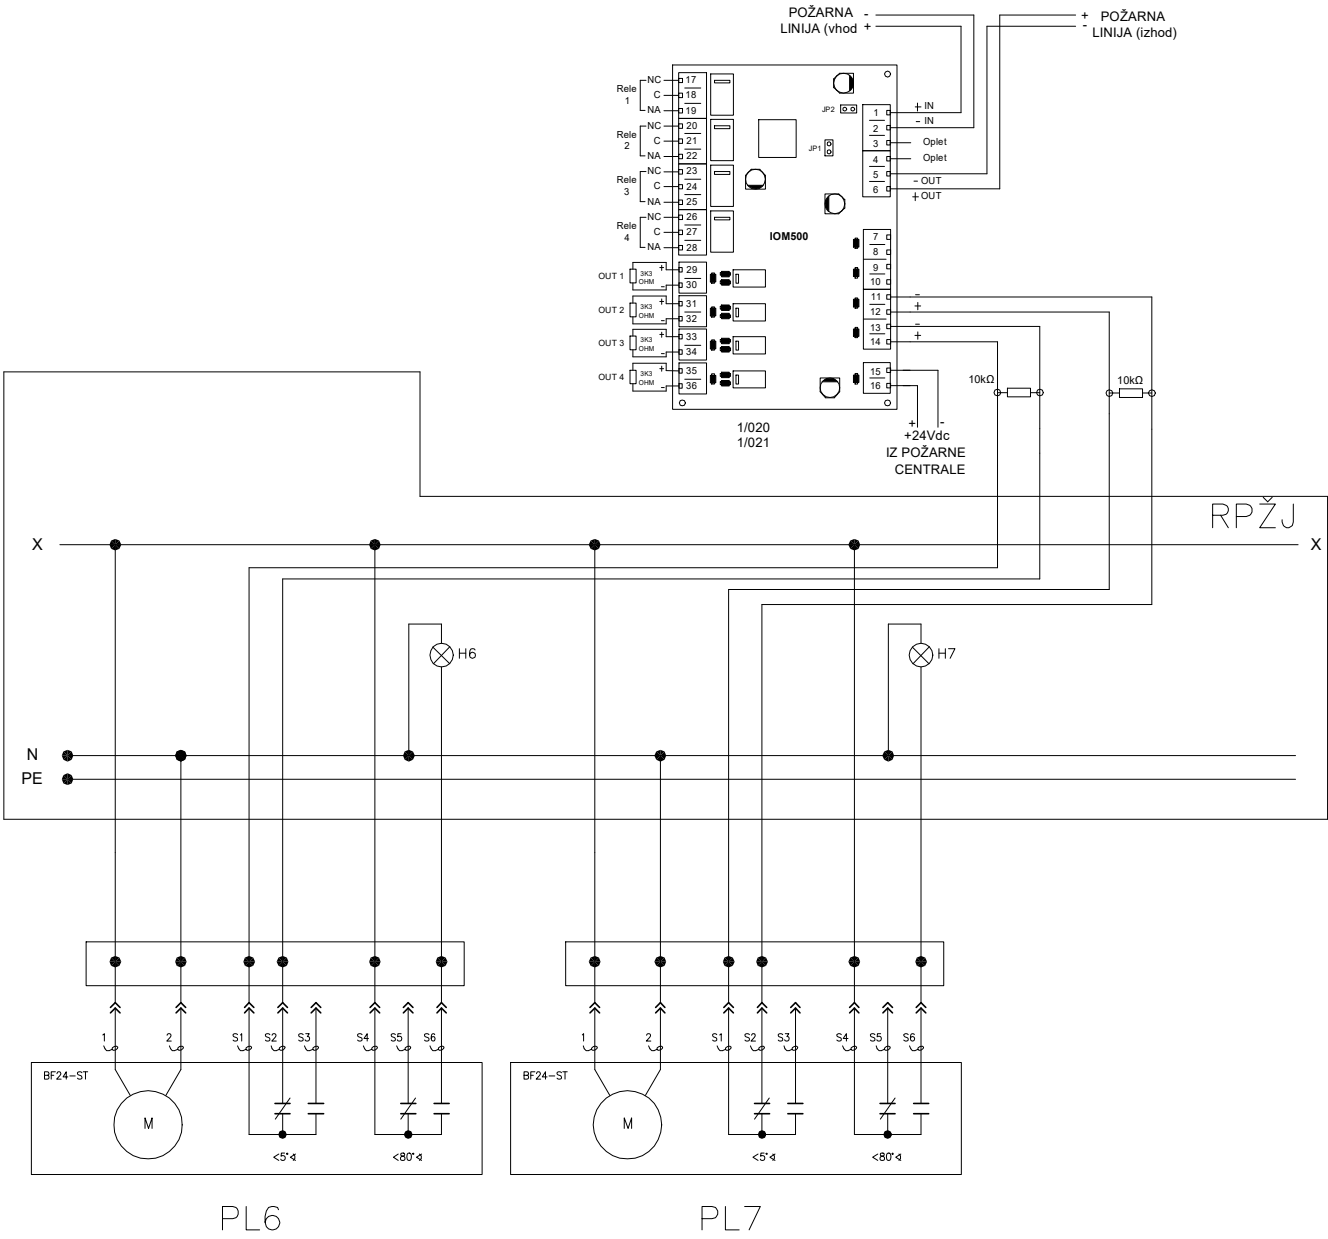 POŽARNA - + POŽARNA
LINIJA (vhod + - LINIJA (izhod)
Rele 1
NC 17
C 18
NA 19
Rele 2
NC 20
C 21
NA 22
Rele 3
NC 23
C 24
NA 25
Rele 4
NC 26
C 27
NA 28
OUT 1 3K3 OHM + 29
- 30
OUT 2 3K3 OHM + 31
- 32
OUT 3 3K3 OHM + 33
- 34
OUT 4 3K3 OHM + 35
- 36
JP2
JP1
IOM500
1 + IN
2 - IN
3 Oplet
4 Oplet
5 - OUT
6 + OUT
7
8
9
10
11 -
12 +
13 -
14 +
15
16
10kΩ 10kΩ
1/020
1/021
+ -
+24Vdc
IZ POŽARNE
CENTRALE
RPŽJ
X X
H6 H7
N
PE
1 2 S1 S2 S3 S4 S5 S6
1 2 S1 S2 S3 S4 S5 S6
BF24-ST BF24-ST
M M
<5° <80° <5° <80°
PL6 PL7